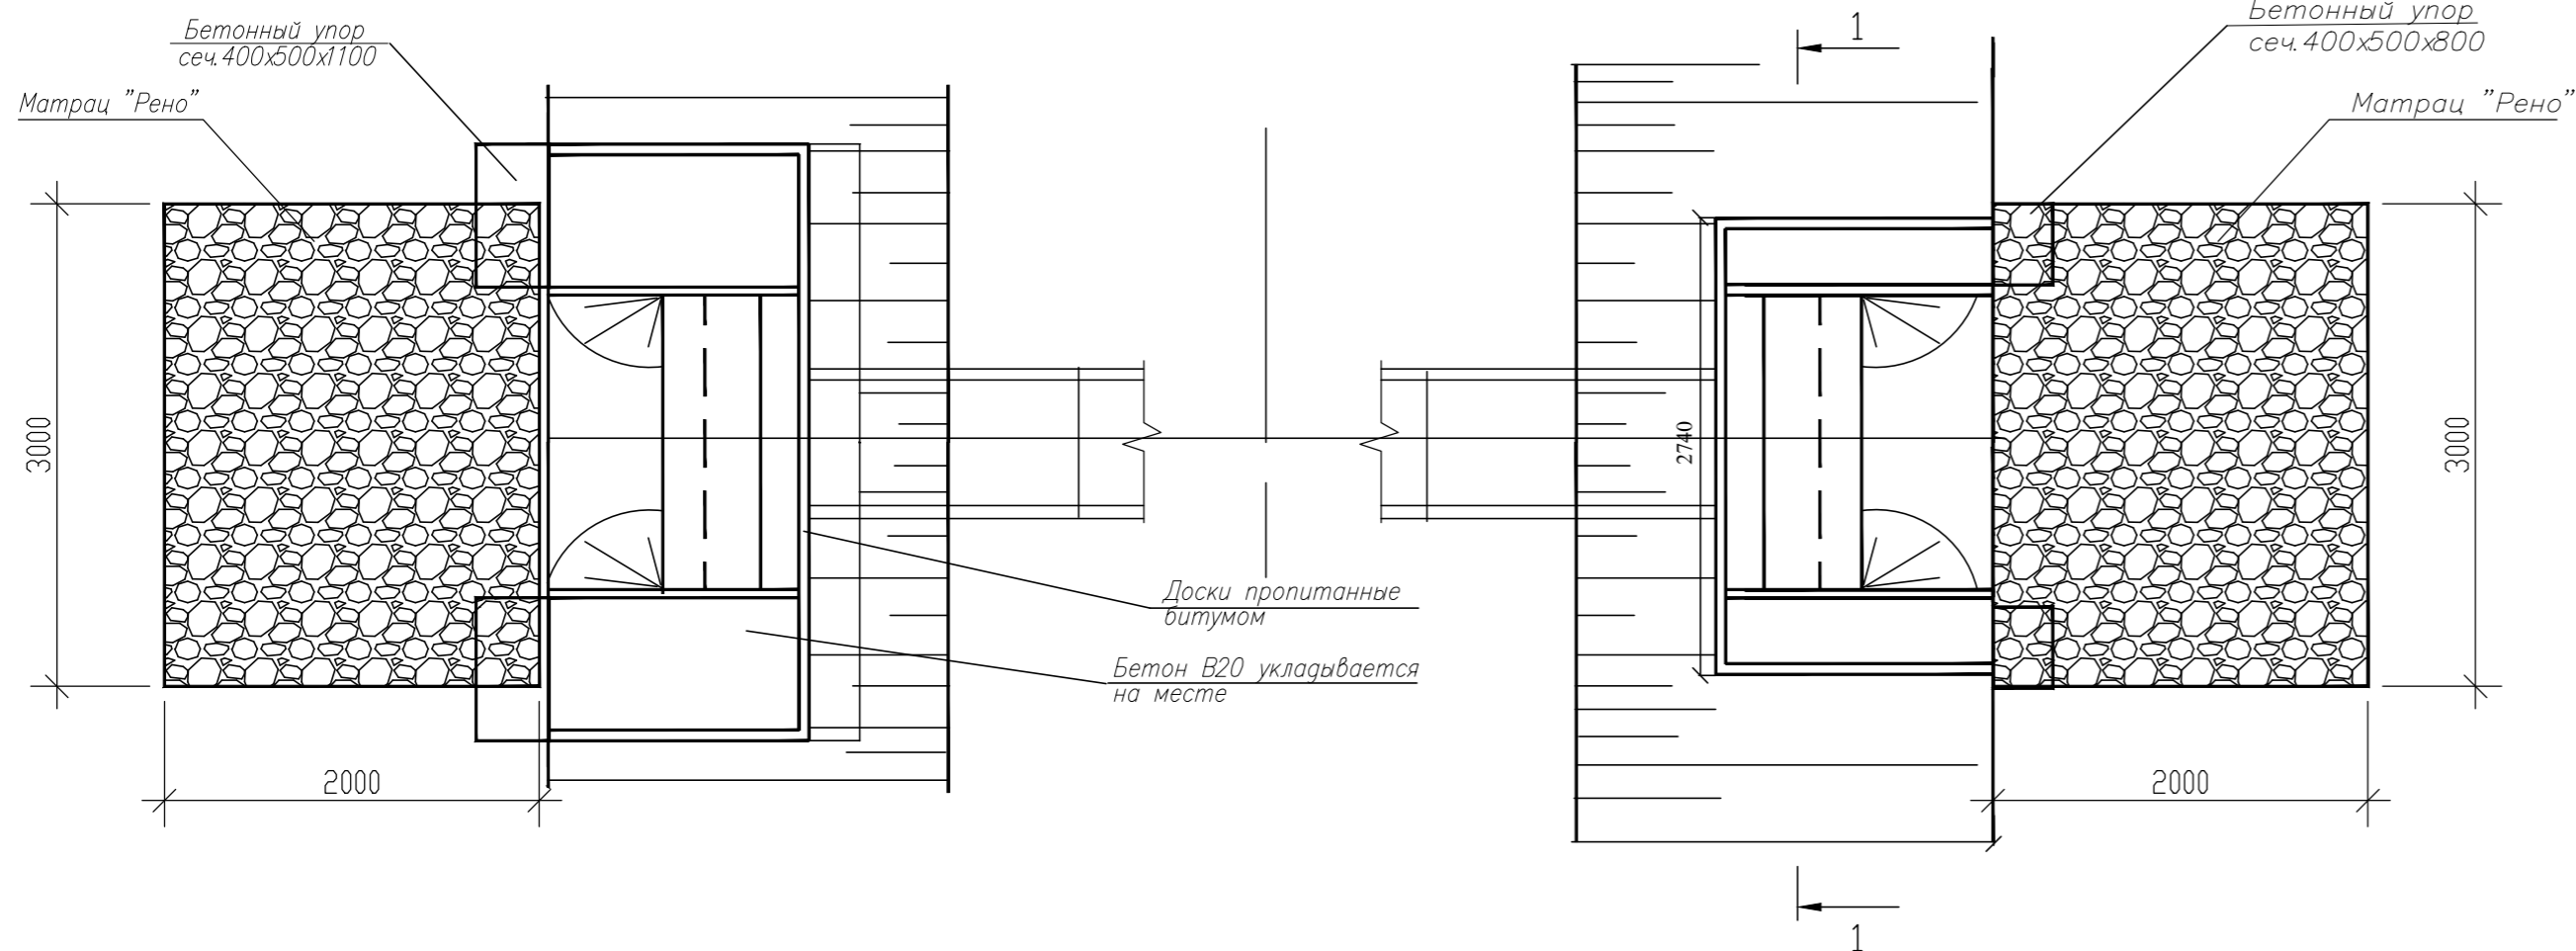 Бетонный упор
сеч.400х500х1100
Матрац "Рено"
1
Бетонный упор
сеч.400х500х800
Матрац "Рено"
3000
2740
3000
Доски пропитанные
битумом
Бетон В20 укладывается
на месте
2000
2000
1